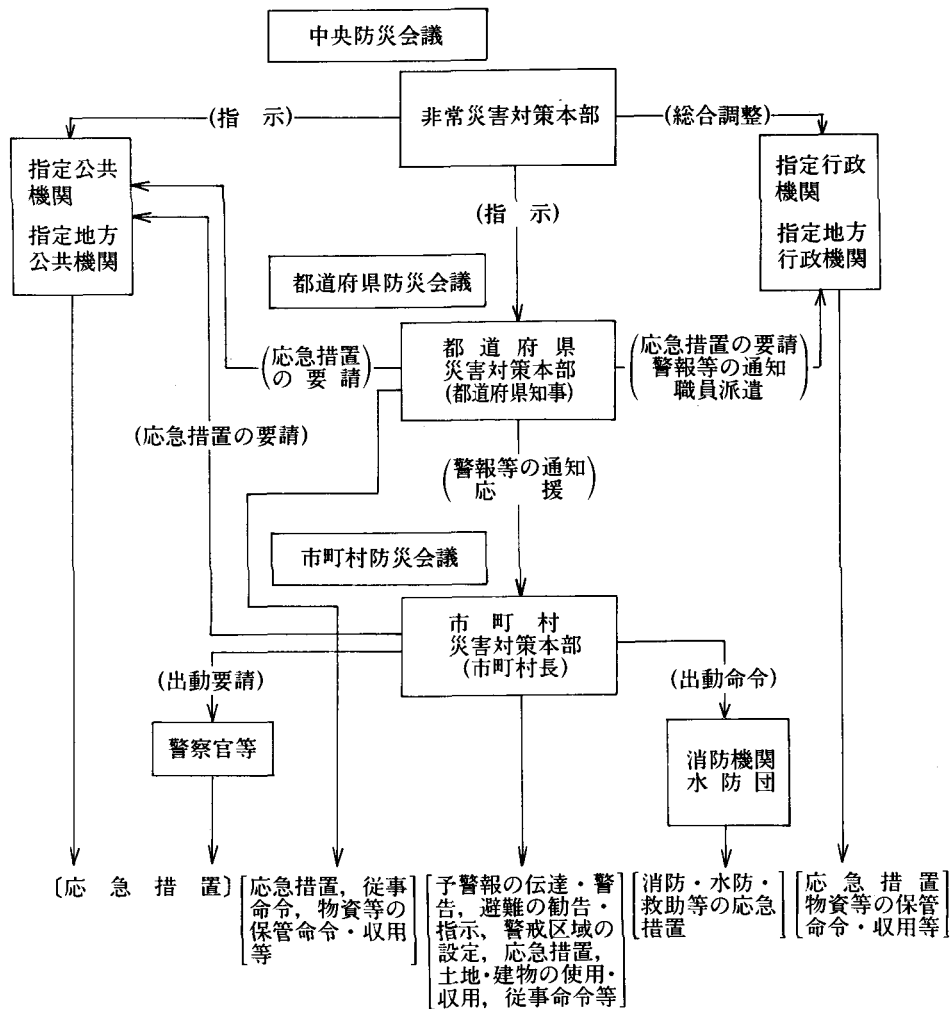 中央防災会議
非常災害対策本部
(指　示)
(総合調整)
指定公共
機関
指定地方
公共機関
指定行政
機関
指定地方
行政機関
(指　示)
都道府県防災会議
都道府県
災害対策本部
(都道府県知事)
(応急措置
の要請)
(応急措置の要請
警報等の通知
職員派遣)
(応急措置の要請)
(警報等の通知
応　援)
市町村防災会議
市町村
災害対策本部
(市町村長)
(出動要請)
(出動命令)
警察官等
消防機関
水防団
〔応急措置〕
[応急措置，従事
命令，物資等の
保管命令・収用
等]
[予警報の伝達・警
告，避難の勧告・
指示，警戒区域の
設定，応急措置，
土地・建物の使用・
収用，従事命令等]
[消防・水防・
救助等の応急
措置]
[応急措置
物資等の保管
命令・収用等]